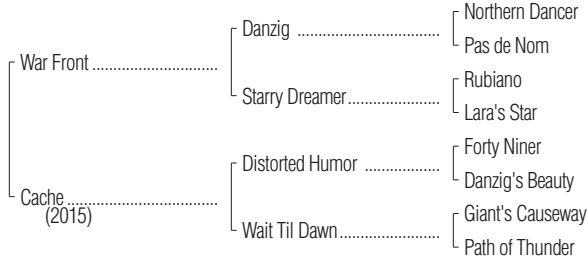 Northern Dancer
Danzig ..............................
Pas de Nom
War Front ..........................
Rubiano
Starry Dreamer...................
Lara's Star
Forty Niner
Distorted Humor ...............
Danzig's Beauty
Cache ...............................
(2015)
Giant's Causeway
Wait Til Dawn....................
Path of Thunder